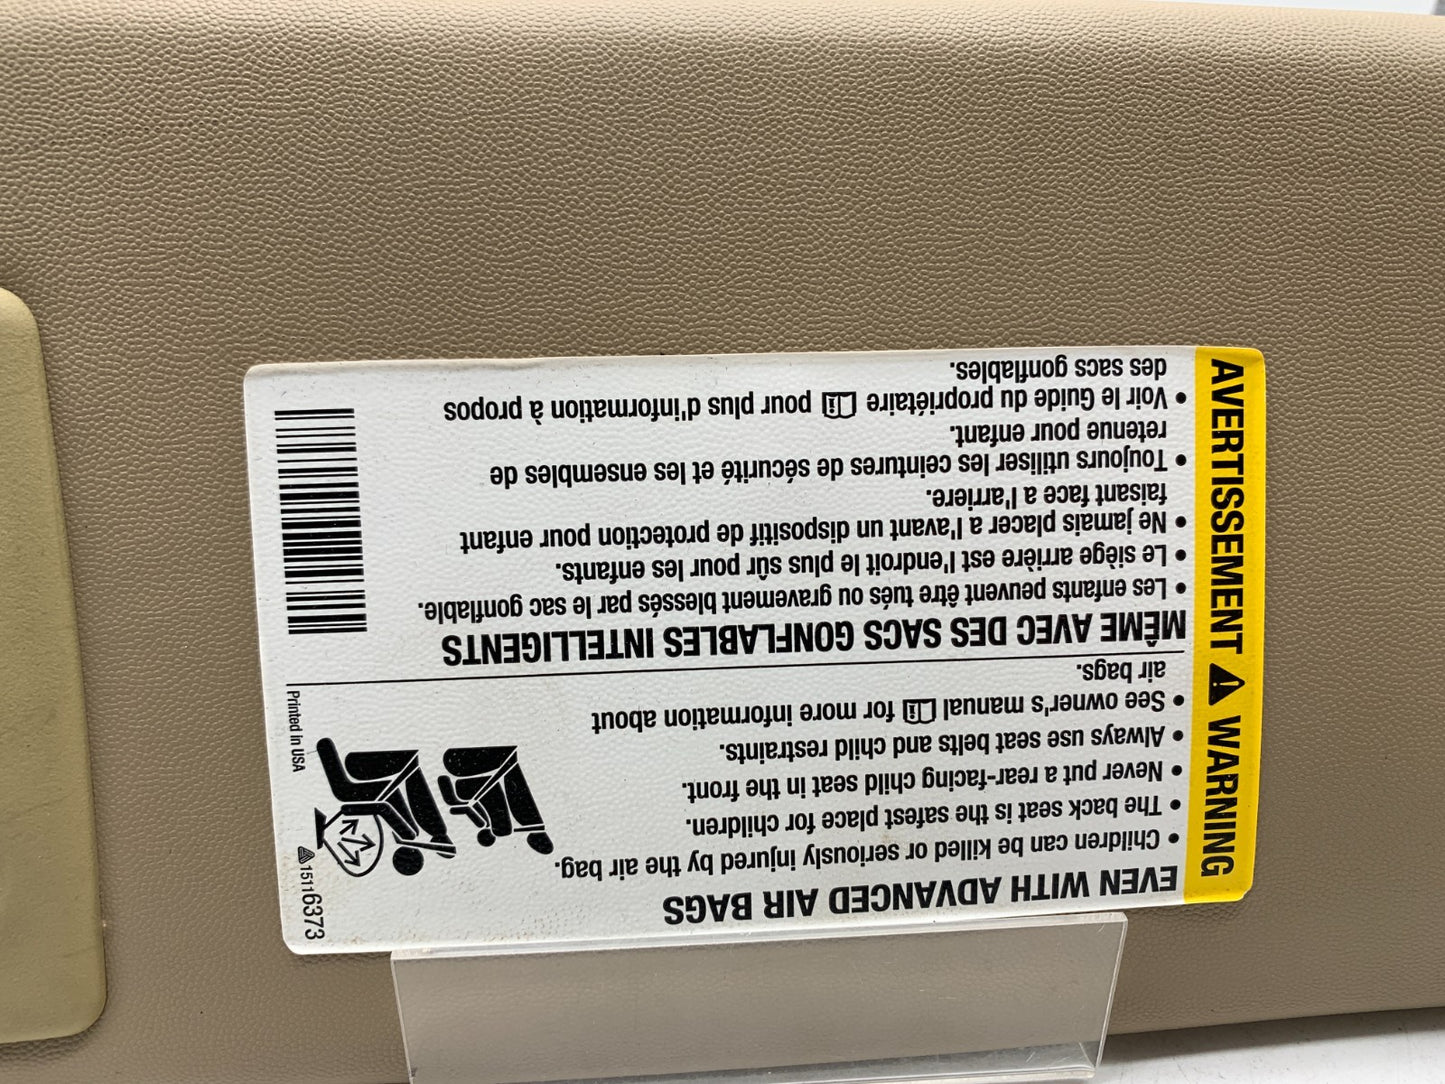 WARNING ⚠ AVERTISSEMENT
EVEN WITH ADVANCED AIR BAGS
• Children can be killed or seriously injured by the air bag.
• The back seat is the safest place for children.
• Never put a rear-facing child seat in the front.
• Always use seat belts and child restraints.
• See owner's manual for more information about
air bags.
MÊME AVEC DES SACS GONFLABLES INTELLIGENTS
• Les enfants peuvent être tués ou gravement blessés par le sac gonflable.
• Le siège arrière est l'endroit le plus sûr pour les enfants.
• Ne jamais placer a l'avant un dispositif de protection pour enfant
faisant face a l'arriere.
• Toujours utiliser les ceintures de sécurité et les ensembles de
retenue pour enfant.
• Voir le Guide du propriétaire pour plus d'information à propos
des sacs gonflables.
15116373
Printed in USA